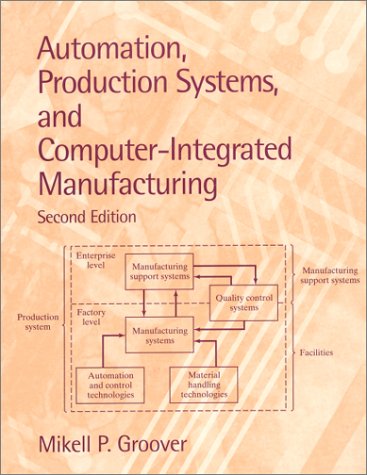 Automation,
Production Systems,
and
Computer-Integrated
Manufacturing
Second Edition
Enterprise
level
Manufacturing
support systems
Manufacturing
support systems
Quality control
systems
Production
system
Factory
level
Manufacturing
systems
Facilities
Automation
and control
technologies
Material
handling
technologies
Mikell P. Groover